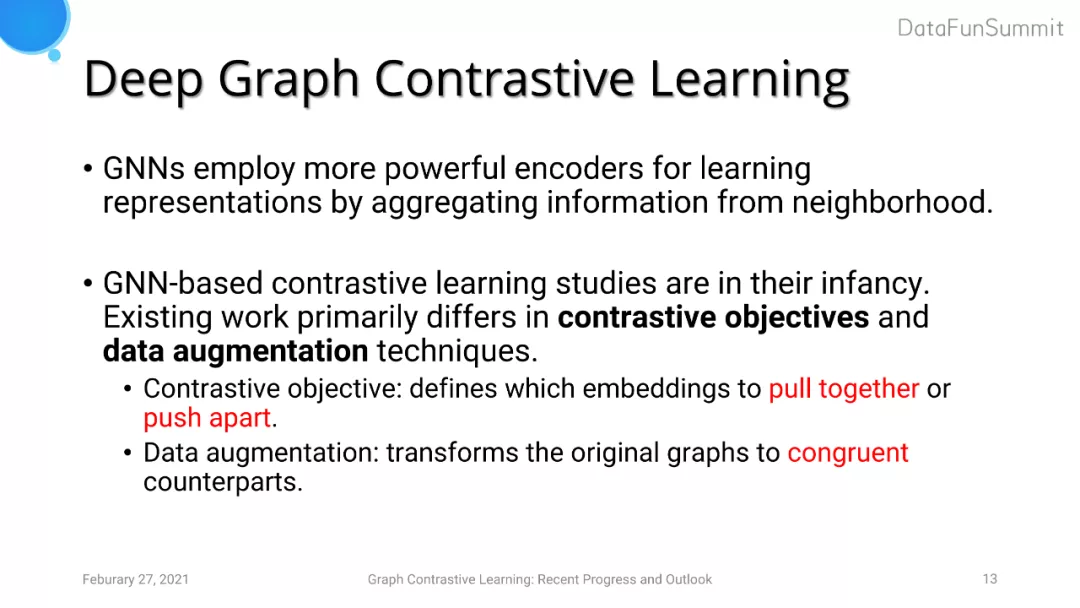 DataFunSummit
Deep Graph Contrastive Learning
• GNNs employ more powerful encoders for learning
representations by aggregating information from neighborhood.
• GNN-based contrastive learning studies are in their infancy.
Existing work primarily differs in contrastive objectives and
data augmentation techniques.
• Contrastive objective: defines which embeddings to pull together or
push apart.
• Data augmentation: transforms the original graphs to congruent
counterparts.
Feburary 27, 2021
Graph Contrastive Learning: Recent Progress and Outlook
13